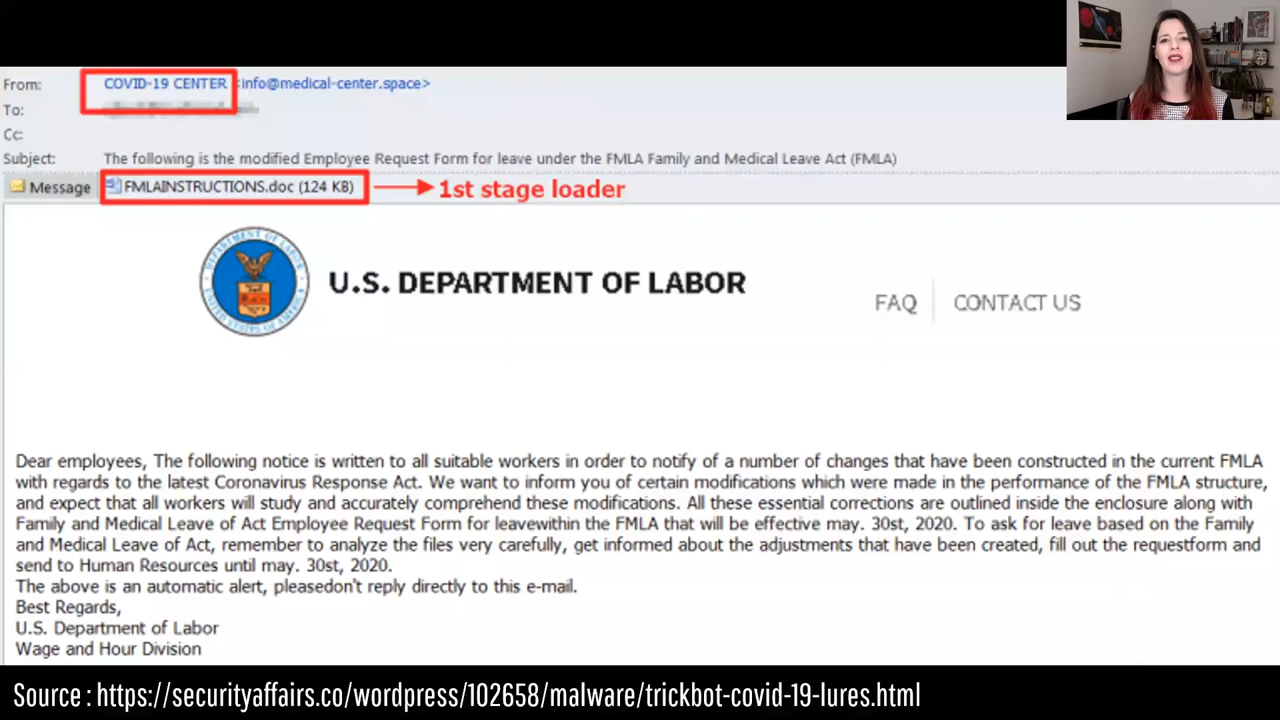 From: COVID-19 CENTER <info@medical-center.space>
To:
Cc:
Subject: The following is the modified Employee Request Form for leave under the FMLA Family and Medical Leave Act (FMLA)
Message FMLAINSTRUCTIONS.doc (124 KB) 1st stage loader
DEPARTMENT OF LABOR
UNITED STATES OF AMERICA
U.S. DEPARTMENT OF LABOR
FAQ CONTACT US
Dear employees, The following notice is written to all suitable workers in order to notify of a number of changes that have been constructed in the current FMLA
with regards to the latest Coronavirus Response Act. We want to inform you of certain modifications which were made in the performance of the FMLA structure,
and expect that all workers will study and accurately comprehend these modifications. All these essential corrections are outlined inside the enclosure along with
Family and Medical Leave of Act Employee Request Form for leavewithin the FMLA that will be effective may. 30st, 2020. To ask for leave based on the Family
and Medical Leave of Act, remember to analyze the files very carefully, get informed about the adjustments that have been created, fill out the requestform and
send to Human Resources until may. 30st, 2020.
The above is an automatic alert, pleasedon't reply directly to this e-mail.
Best Regards,
U.S. Department of Labor
Wage and Hour Division
Source : https://securityaffairs.co/wordpress/102658/malware/trickbot-covid-19-lures.html